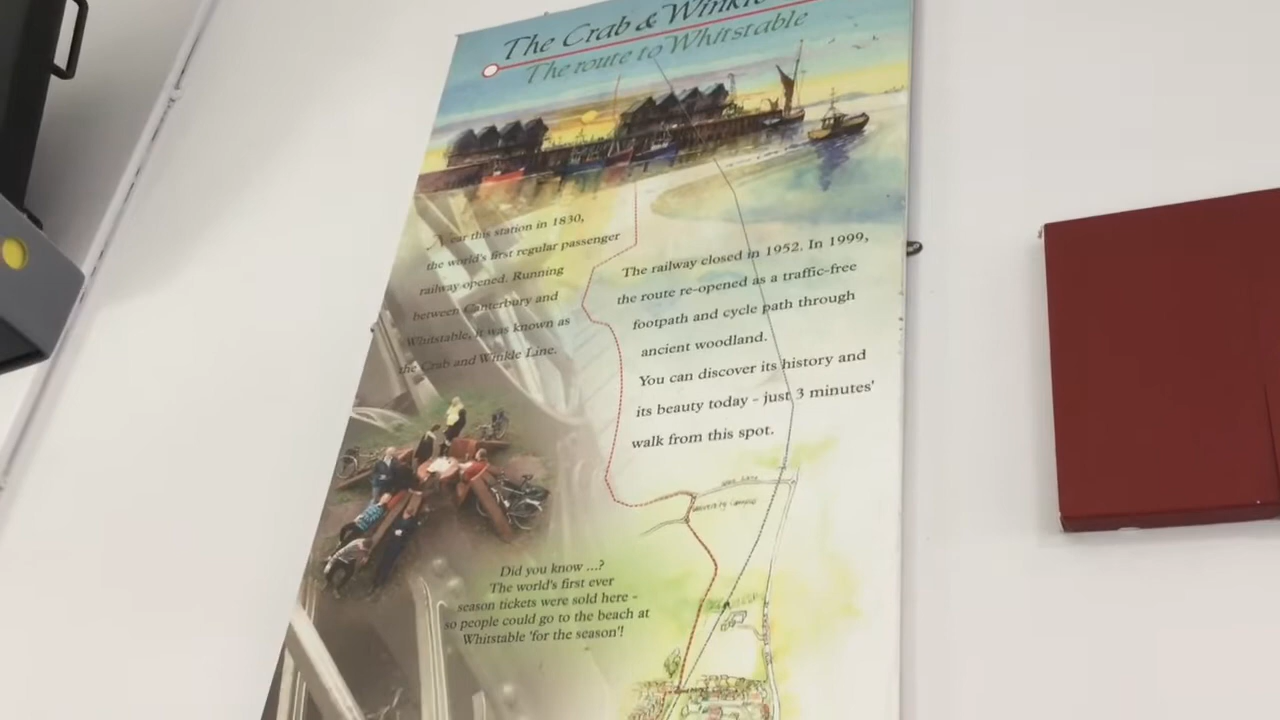 The Crab & Winkle
The route to Whitstable
Near this station in 1830,
the world's first regular passenger
railway opened. Running
between Canterbury and
Whitstable, it was known as
the Crab and Winkle Line.
The railway closed in 1952. In 1999,
the route re-opened as a traffic-free
footpath and cycle path through
ancient woodland.
You can discover its history and
its beauty today - just 3 minutes'
walk from this spot.
University Campus
Did you know ...?
The world's first ever
season tickets were sold here -
so people could go to the beach at
Whitstable 'for the season'!